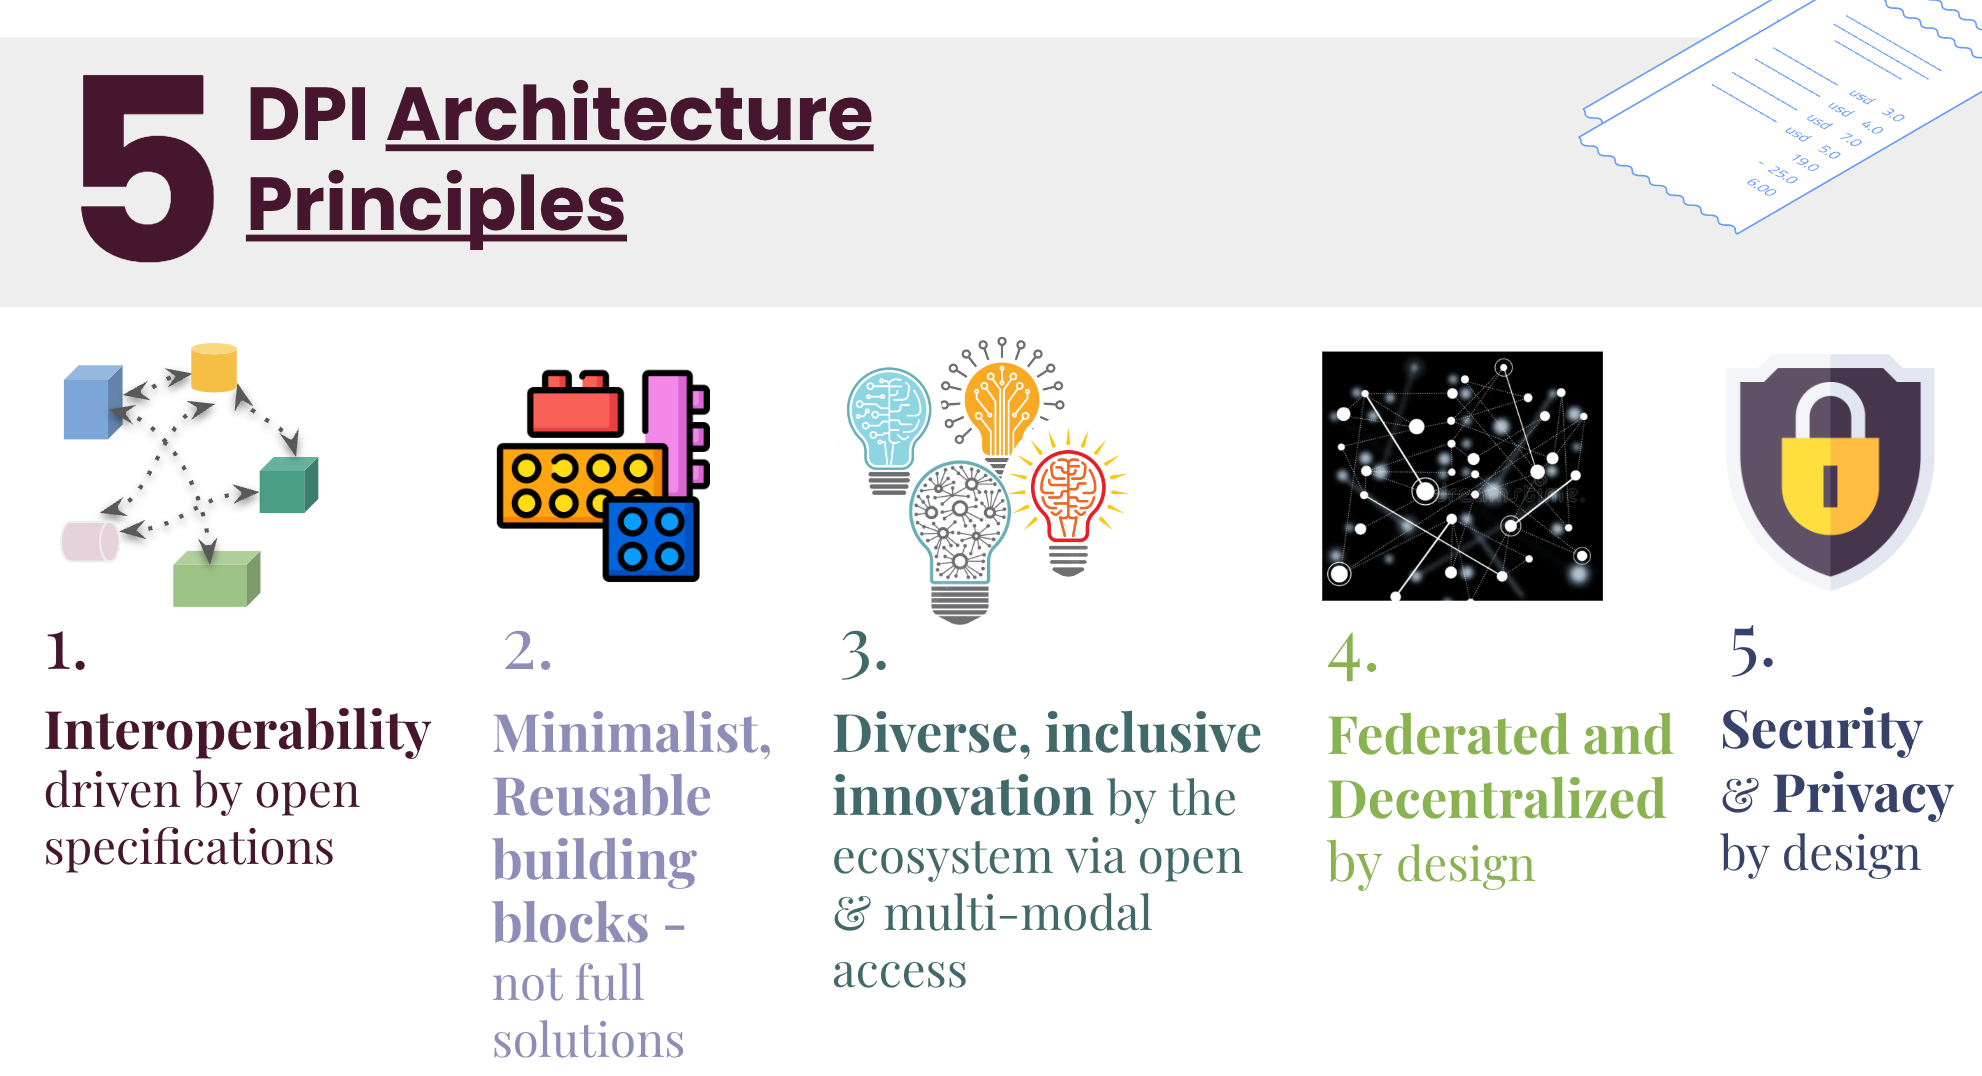 5
DPI Architecture
Principles
usd 3.0
usd 4.0
usd 7.0
usd 5.0
19.0
- 25.0
6.00
1.
Interoperability
driven by open
specifications
2.
Minimalist,
Reusable
building
blocks -
not full
solutions
3.
Diverse, inclusive
innovation by the
ecosystem via open
& multi-modal
access
4.
Federated and
Decentralized
by design
5.
Security
& Privacy
by design